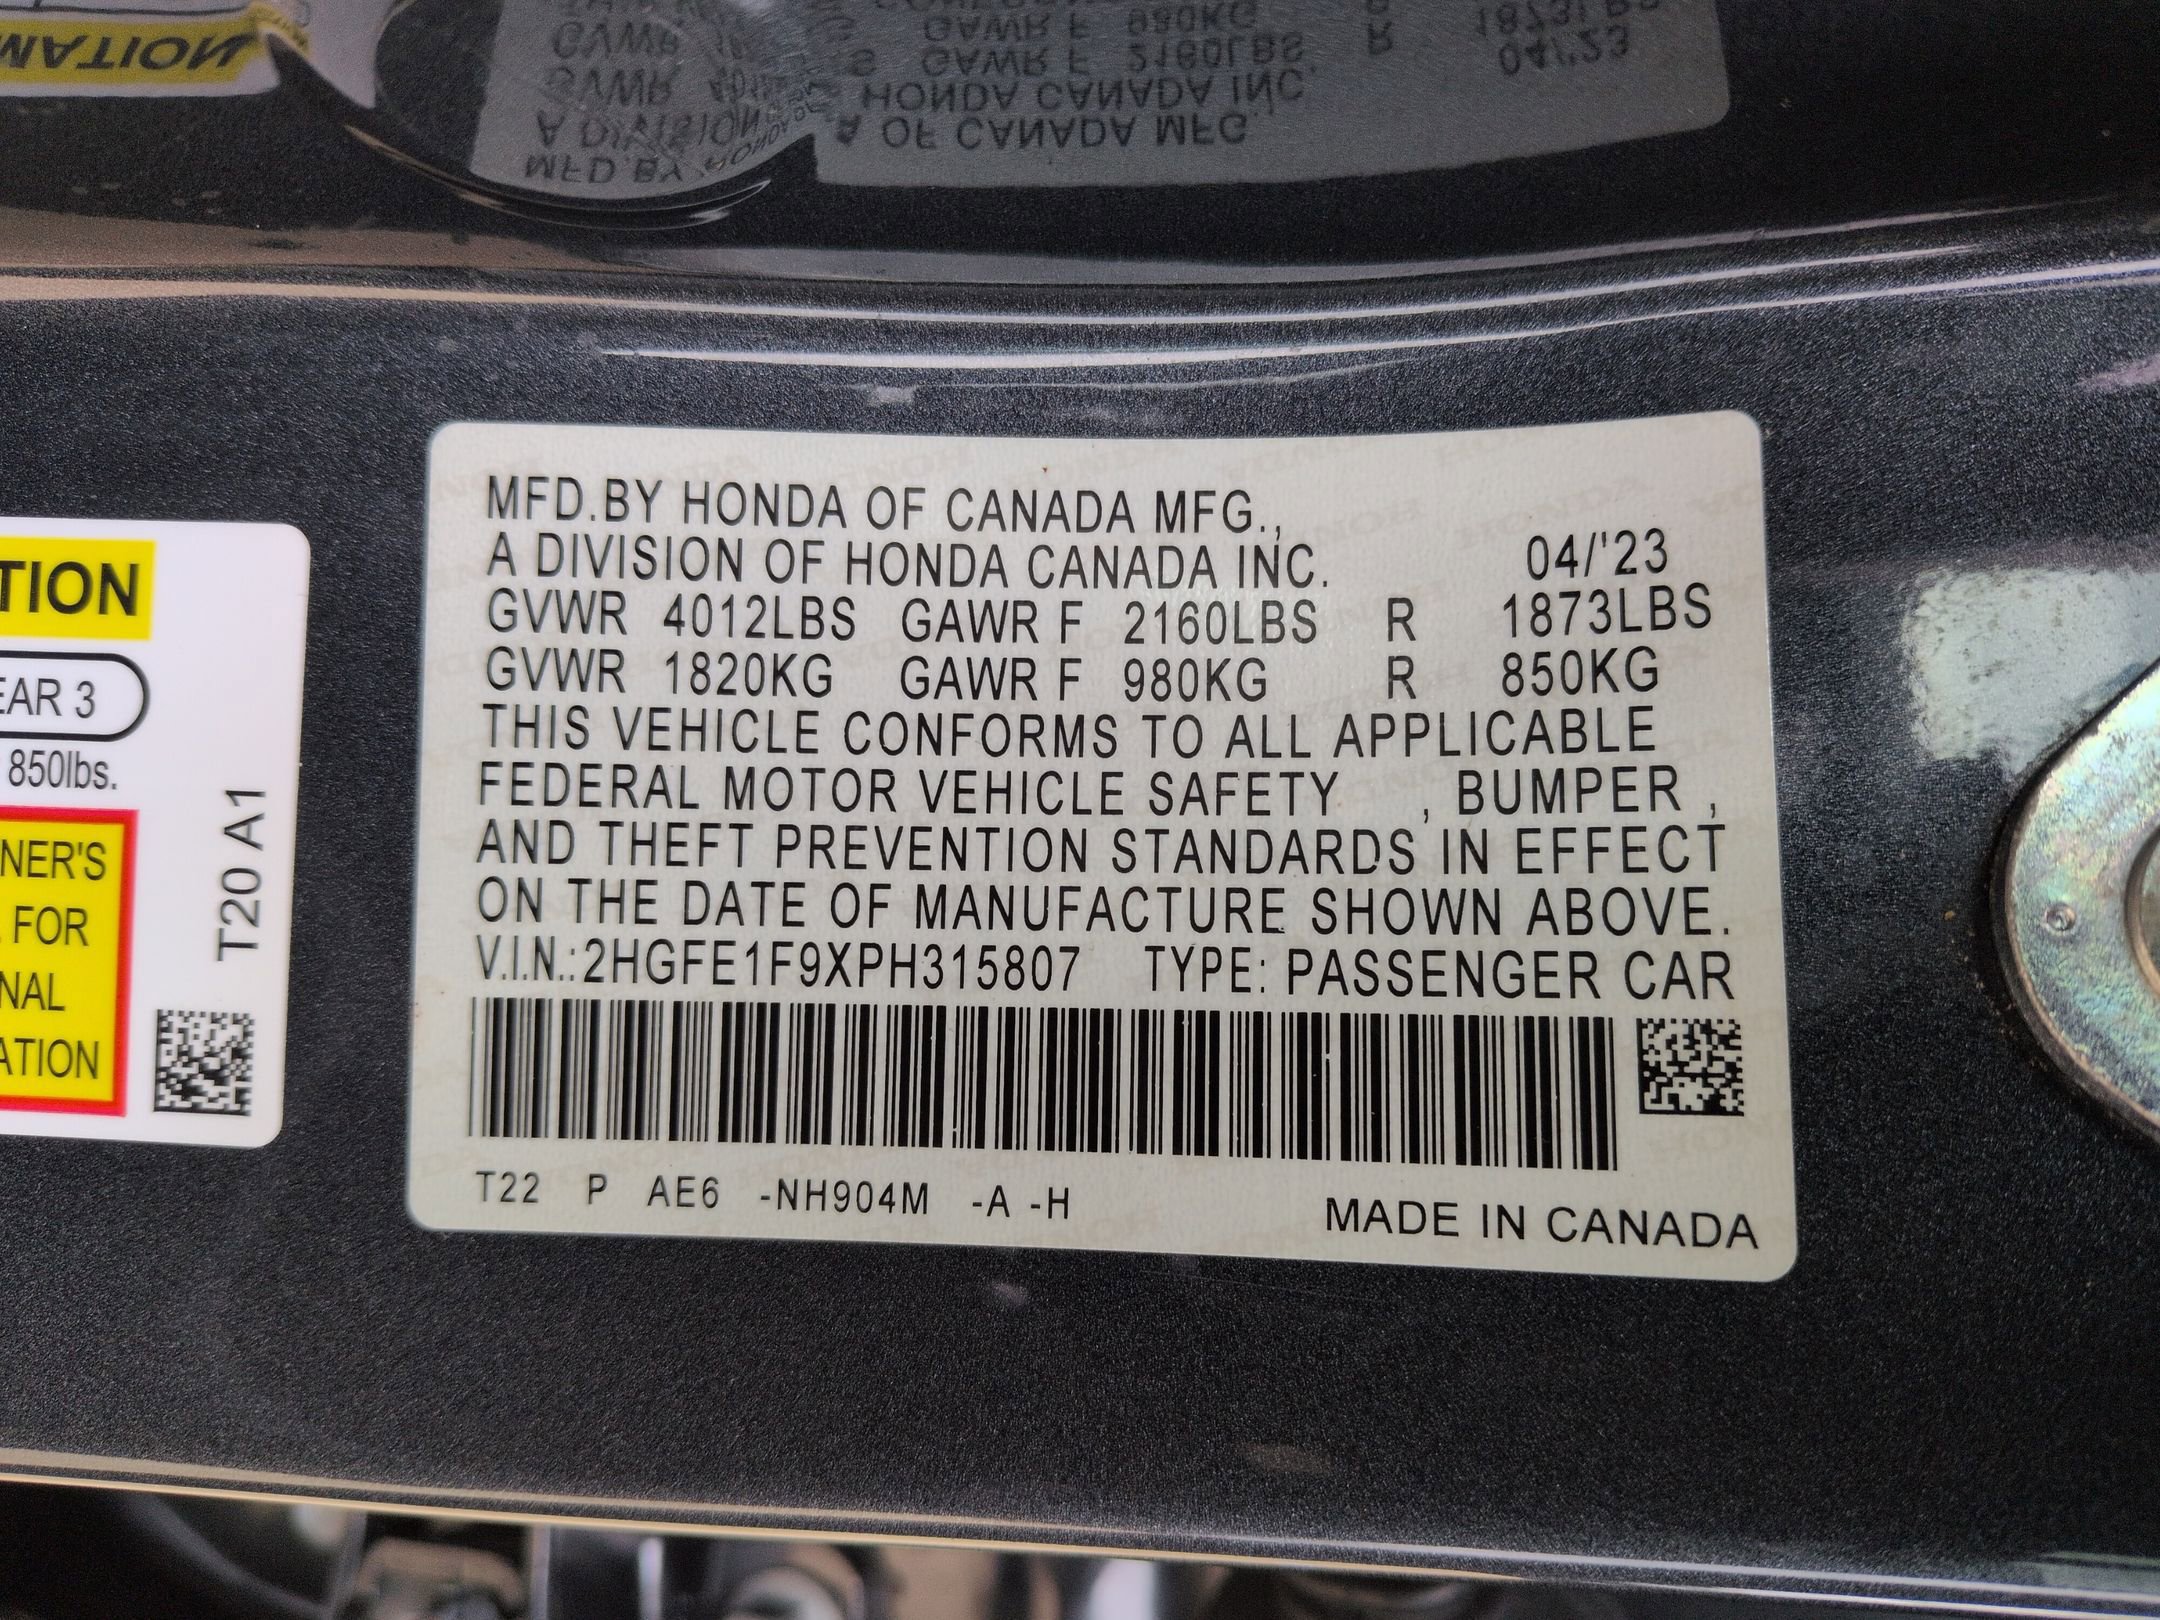 MFD.BY HONDA OF CANADA MFG.,
A DIVISION OF HONDA CANADA INC. 04/'23
GVWR 4012LBS GAWR F 2160LBS R 1873LBS
GVWR 1820KG GAWR F 980KG R 850KG
THIS VEHICLE CONFORMS TO ALL APPLICABLE
FEDERAL MOTOR VEHICLE SAFETY , BUMPER ,
AND THEFT PREVENTION STANDARDS IN EFFECT
ON THE DATE OF MANUFACTURE SHOWN ABOVE.
V.I.N.:2HGFE1F9XPH315807 TYPE: PASSENGER CAR
T22 P AE6 -NH904M -A -H
MADE IN CANADA
TION
EAR 3
850lbs.
NER'S
FOR
NAL
ATION
T20 A1